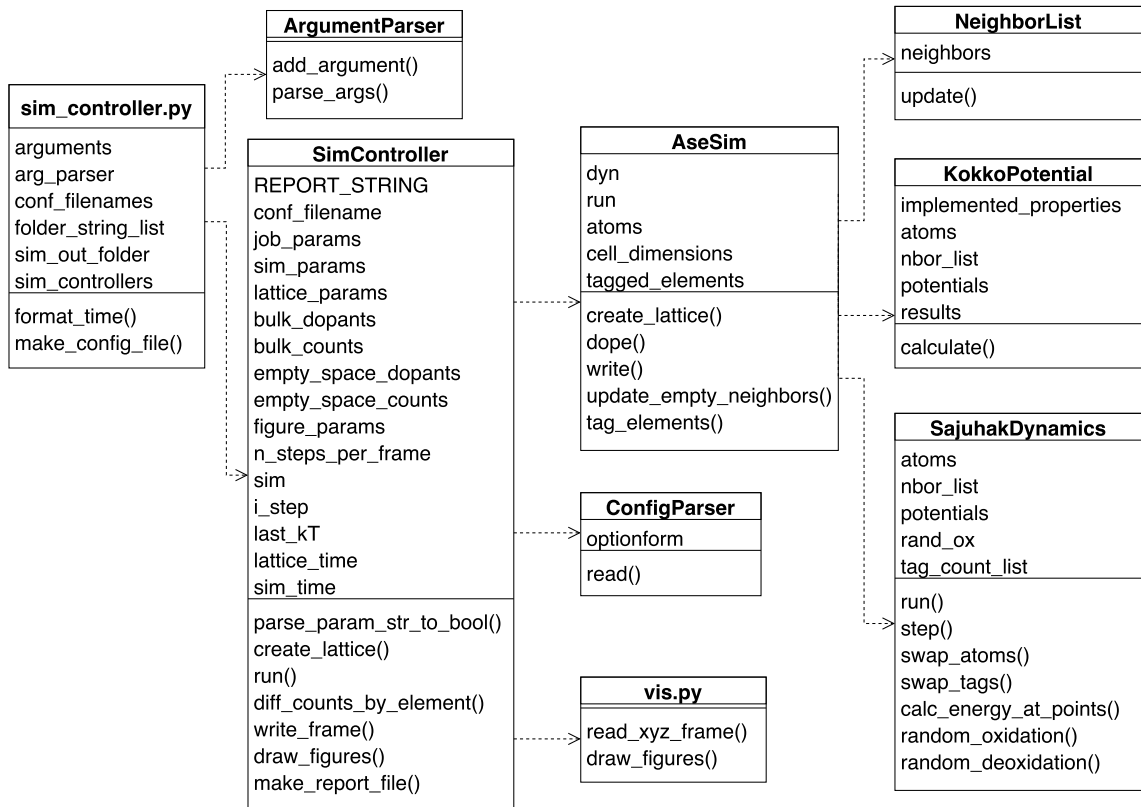 sim_controller.py
arguments
arg_parser
conf_filenames
folder_string_list
sim_out_folder
sim_controllers
format_time()
make_config_file()
ArgumentParser
add_argument()
parse_args()
SimController
REPORT_STRING
conf_filename
job_params
sim_params
lattice_params
bulk_dopants
bulk_counts
empty_space_dopants
empty_space_counts
figure_params
n_steps_per_frame
sim
i_step
last_kT
lattice_time
sim_time
parse_param_str_to_bool()
create_lattice()
run()
diff_counts_by_element()
write_frame()
draw_figures()
make_report_file()
AseSim
dyn
run
atoms
cell_dimensions
tagged_elements
create_lattice()
dope()
write()
update_empty_neighbors()
tag_elements()
ConfigParser
optionform
read()
vis.py
read_xyz_frame()
draw_figures()
NeighborList
neighbors
update()
KokkoPotential
implemented_properties
atoms
nbor_list
potentials
results
calculate()
SajuhakDynamics
atoms
nbor_list
potentials
rand_ox
tag_count_list
run()
step()
swap_atoms()
swap_tags()
calc_energy_at_points()
random_oxidation()
random_deoxidation()